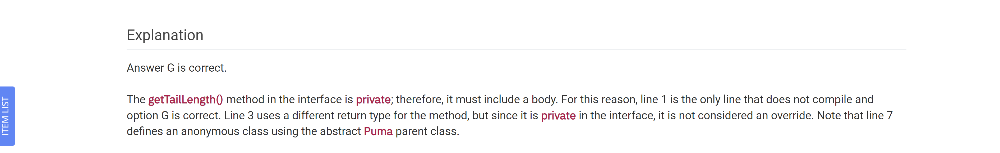 Explanation
Answer G is correct.
The getTailLength() method in the interface is private; therefore, it must include a body. For this reason, line 1 is the only line that does not compile and
option G is correct. Line 3 uses a different return type for the method, but since it is private in the interface, it is not considered an override. Note that line 7
defines an anonymous class using the abstract Puma parent class.
ITEM LIST